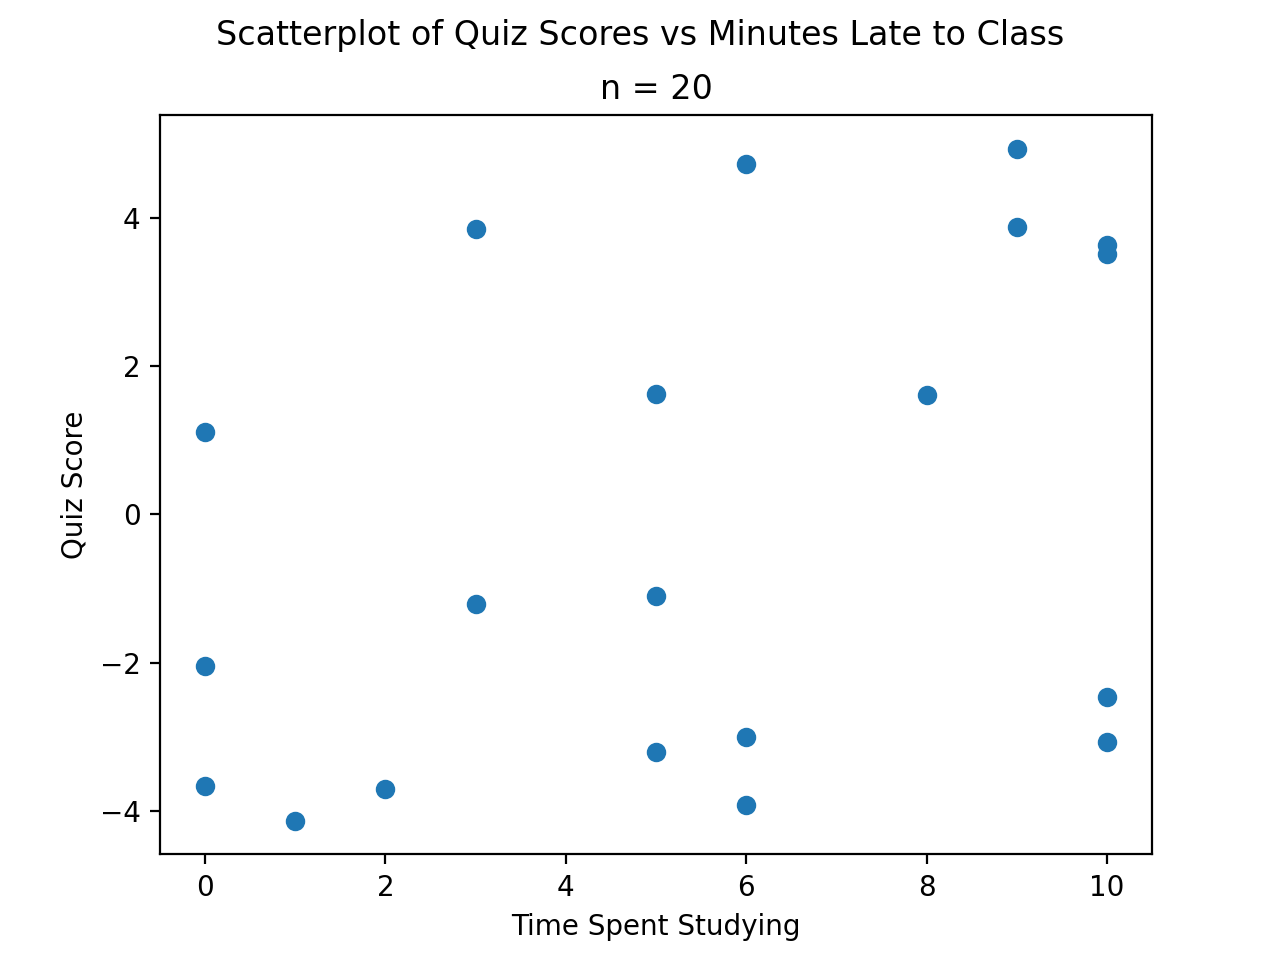 Scatterplot of Quiz Scores vs Minutes Late to Class
n = 20
4
2
0
−2
−4
Quiz Score
0 2 4 6 8 10
Time Spent Studying